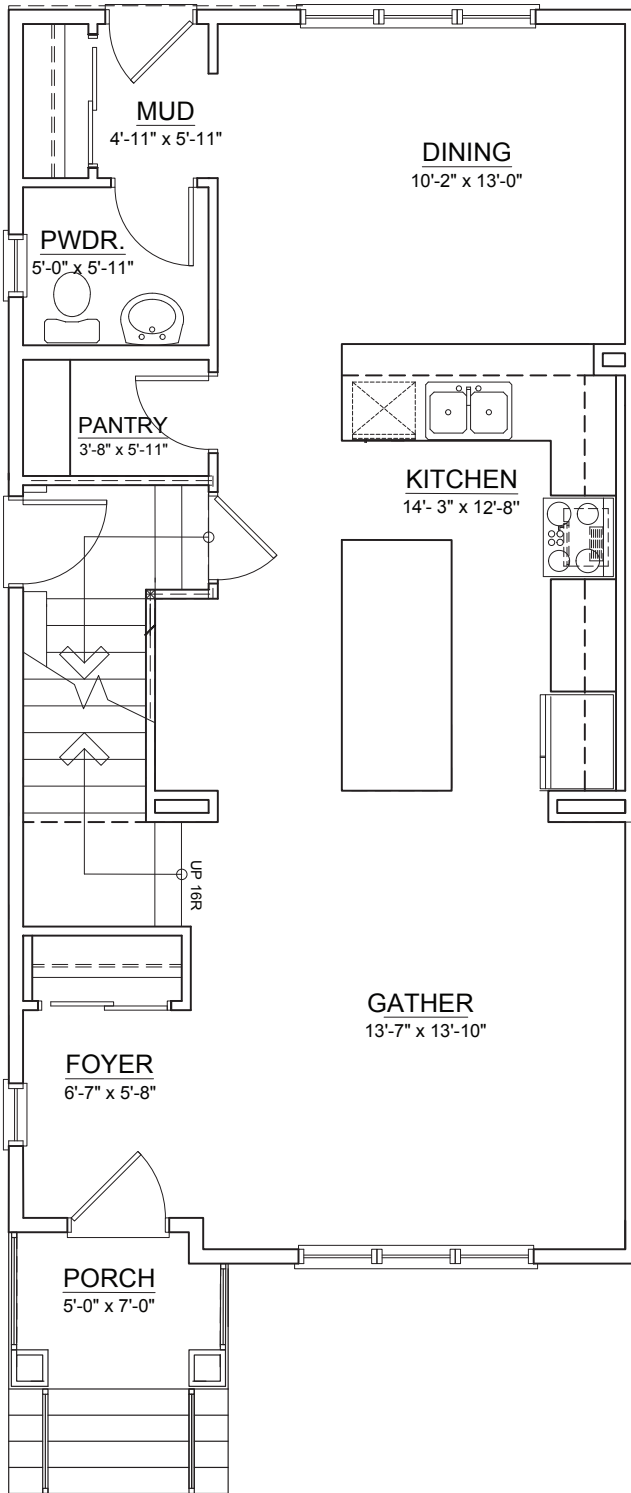 MUD
4'-11" x 5'-11"
DINING
10'-2" x 13'-0"
PWDR.
5'-0" x 5'-11"
PANTRY
3'-8" x 5'-11"
KITCHEN
14'- 3" x 12'-8"
UP 16R
GATHER
13'-7" x 13'-10"
FOYER
6'-7" x 5'-8"
PORCH
5'-0" x 7'-0"